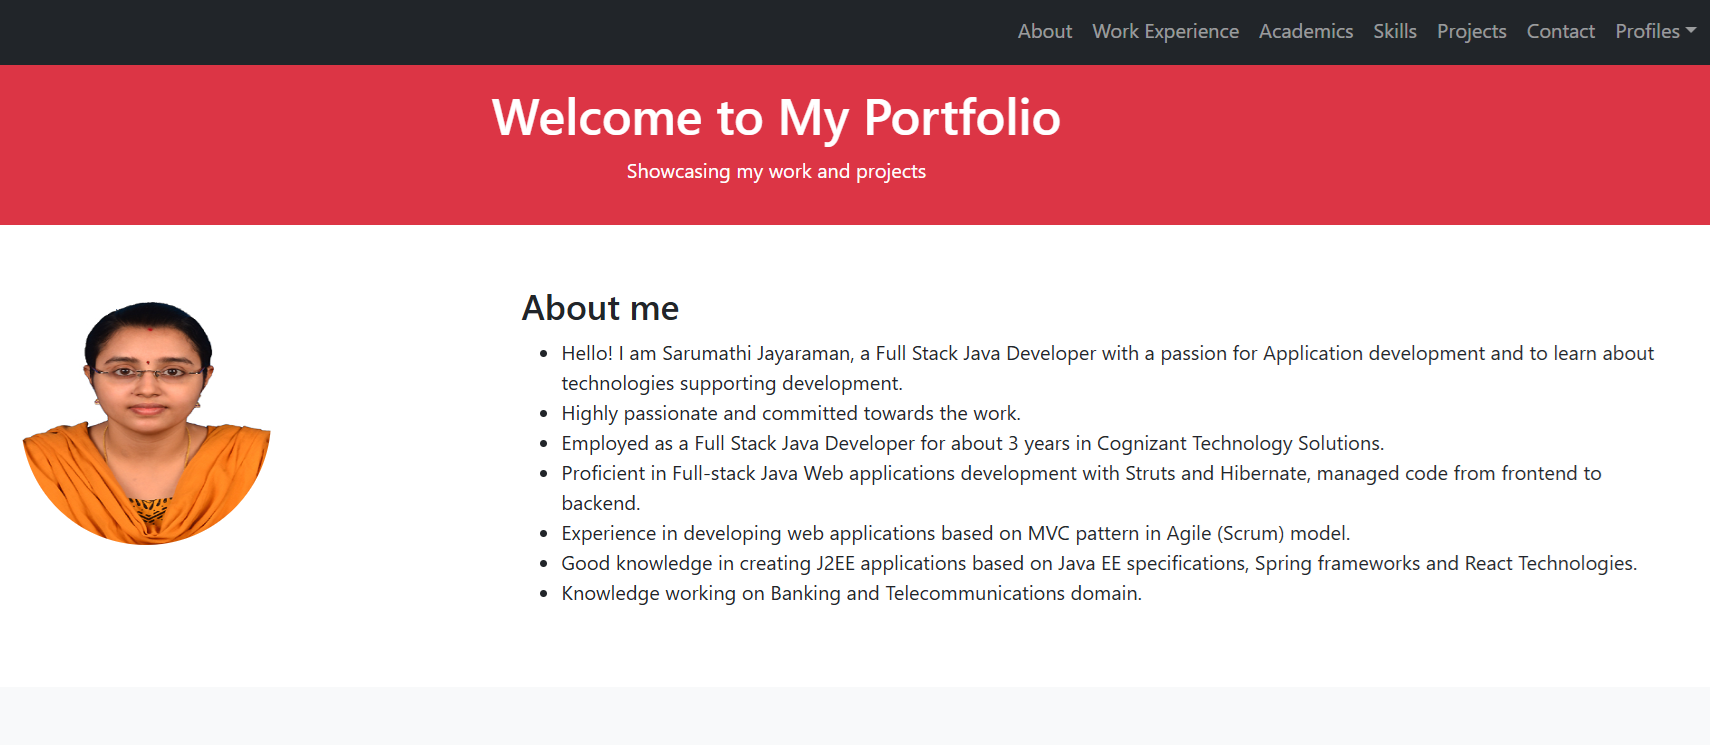 About Work Experience Academics Skills Projects Contact Profiles
Welcome to My Portfolio
Showcasing my work and projects
About me
Hello! I am Sarumathi Jayaraman, a Full Stack Java Developer with a passion for Application development and to learn about
technologies supporting development.
Highly passionate and committed towards the work.
Employed as a Full Stack Java Developer for about 3 years in Cognizant Technology Solutions.
Proficient in Full-stack Java Web applications development with Struts and Hibernate, managed code from frontend to
backend.
Experience in developing web applications based on MVC pattern in Agile (Scrum) model.
Good knowledge in creating J2EE applications based on Java EE specifications, Spring frameworks and React Technologies.
Knowledge working on Banking and Telecommunications domain.